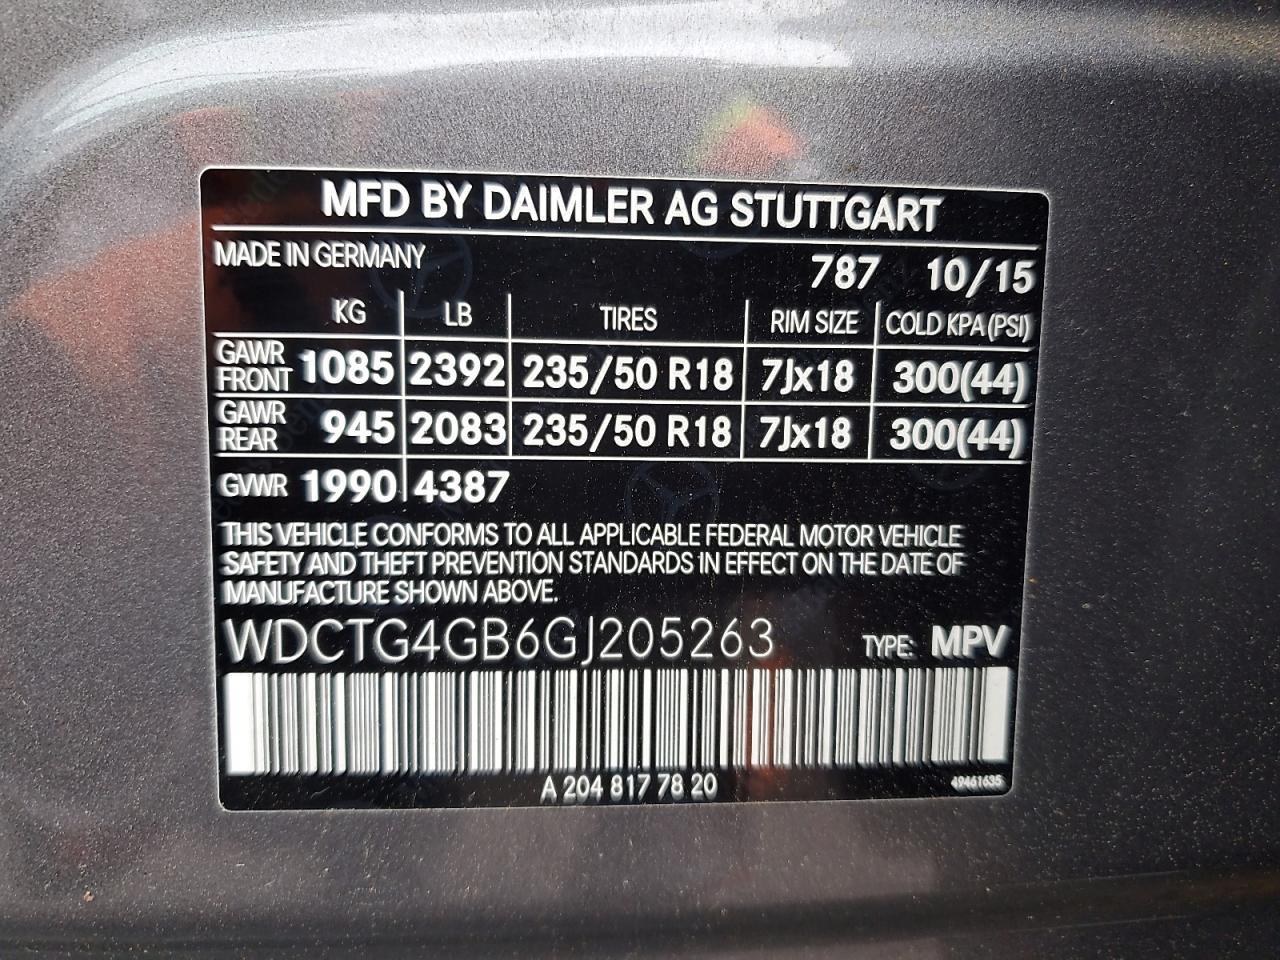 MFD BY DAIMLER AG STUTTGART
MADE IN GERMANY 787 10/15
KG LB TIRES RIM SIZE COLD KPA (PSI)
GAWR FRONT 1085 2392 235/50 R18 7Jx18 300(44)
GAWR REAR 945 2083 235/50 R18 7Jx18 300(44)
GVWR 1990 4387
THIS VEHICLE CONFORMS TO ALL APPLICABLE FEDERAL MOTOR VEHICLE
SAFETY AND THEFT PREVENTION STANDARDS IN EFFECT ON THE DATE OF
MANUFACTURE SHOWN ABOVE.
WDCTG4GB6GJ205263 TYPE: MPV
A 204 817 78 20 49461635